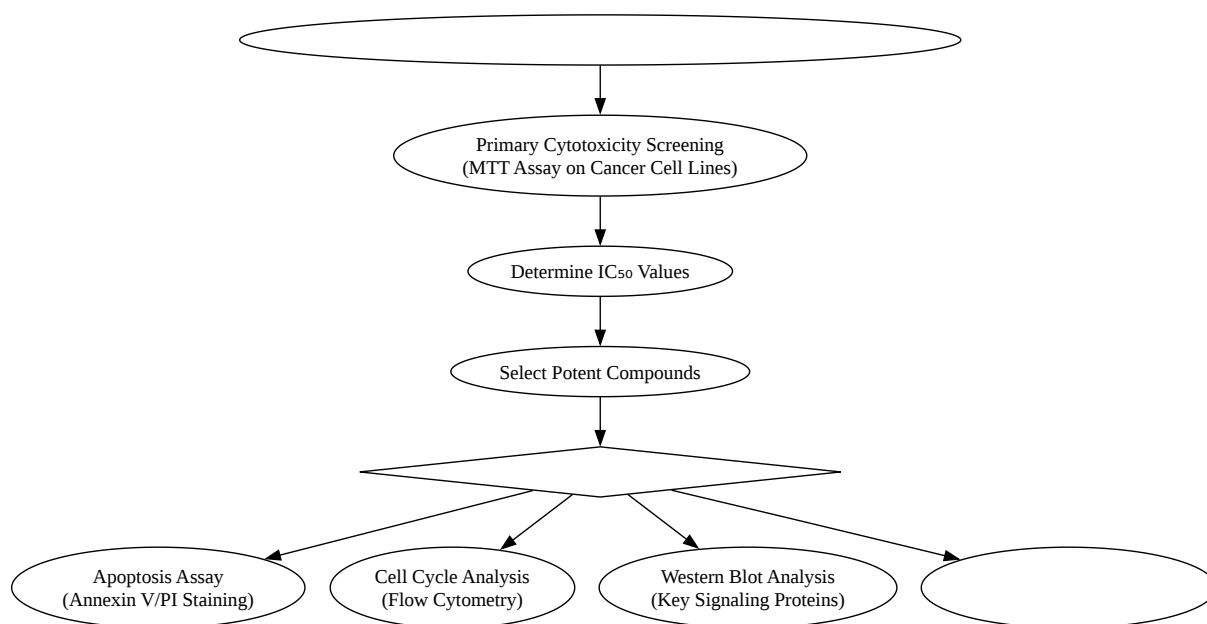 Primary Cytotoxicity Screening
(MTT Assay on Cancer Cell Lines)
Determine IC₅₀ Values
Select Potent Compounds
Apoptosis Assay
(Annexin V/PI Staining)
Cell Cycle Analysis
(Flow Cytometry)
Western Blot Analysis
(Key Signaling Proteins)